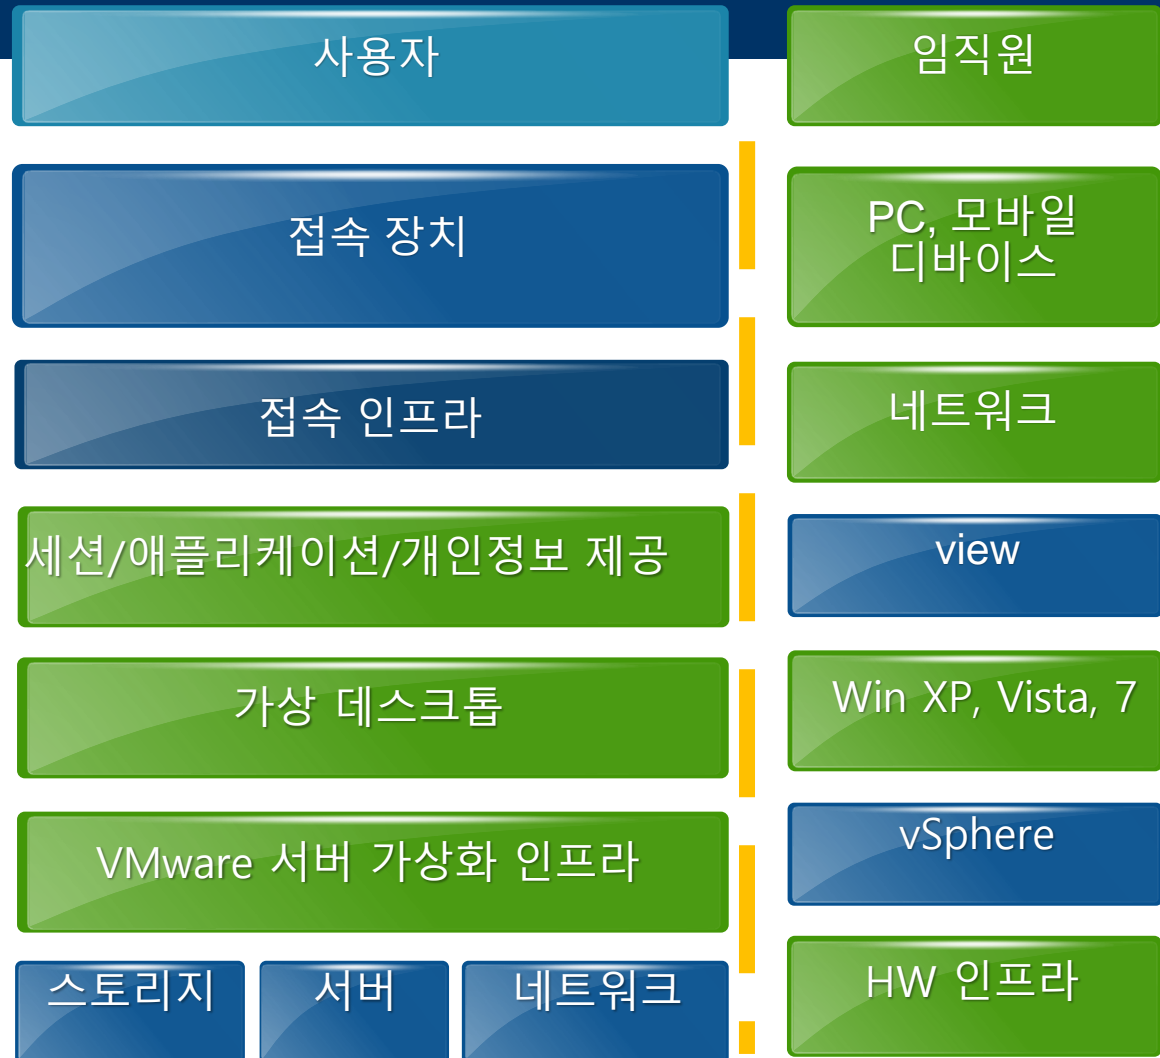 사용자
임직원
접속 장치
PC, 모바일
디바이스
접속 인프라
네트워크
세션/애플리케이션/개인정보 제공
view
가상 데스크톱
Win XP, Vista, 7
VMware 서버 가상화 인프라
vSphere
스토리지
서버
네트워크
HW 인프라